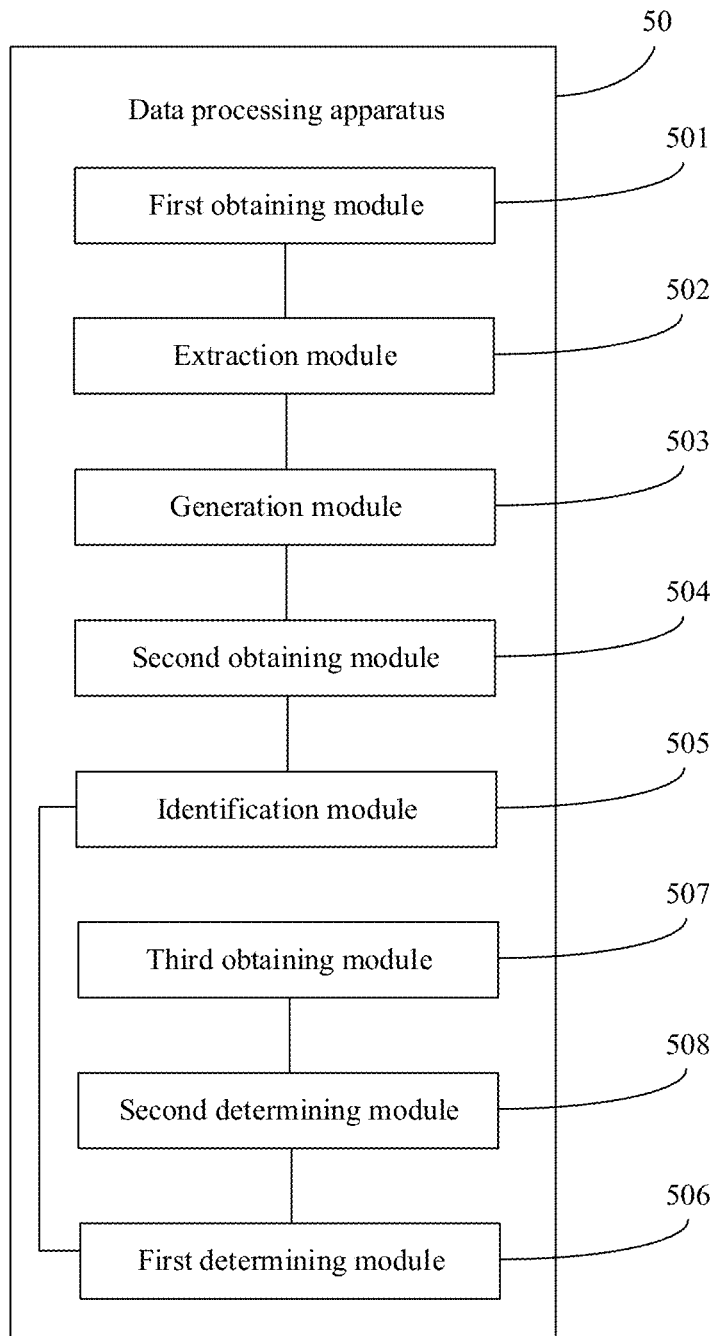 50
Data processing apparatus
501
First obtaining module
502
Extraction module
503
Generation module
504
Second obtaining module
505
Identification module
507
Third obtaining module
508
Second determining module
506
First determining module